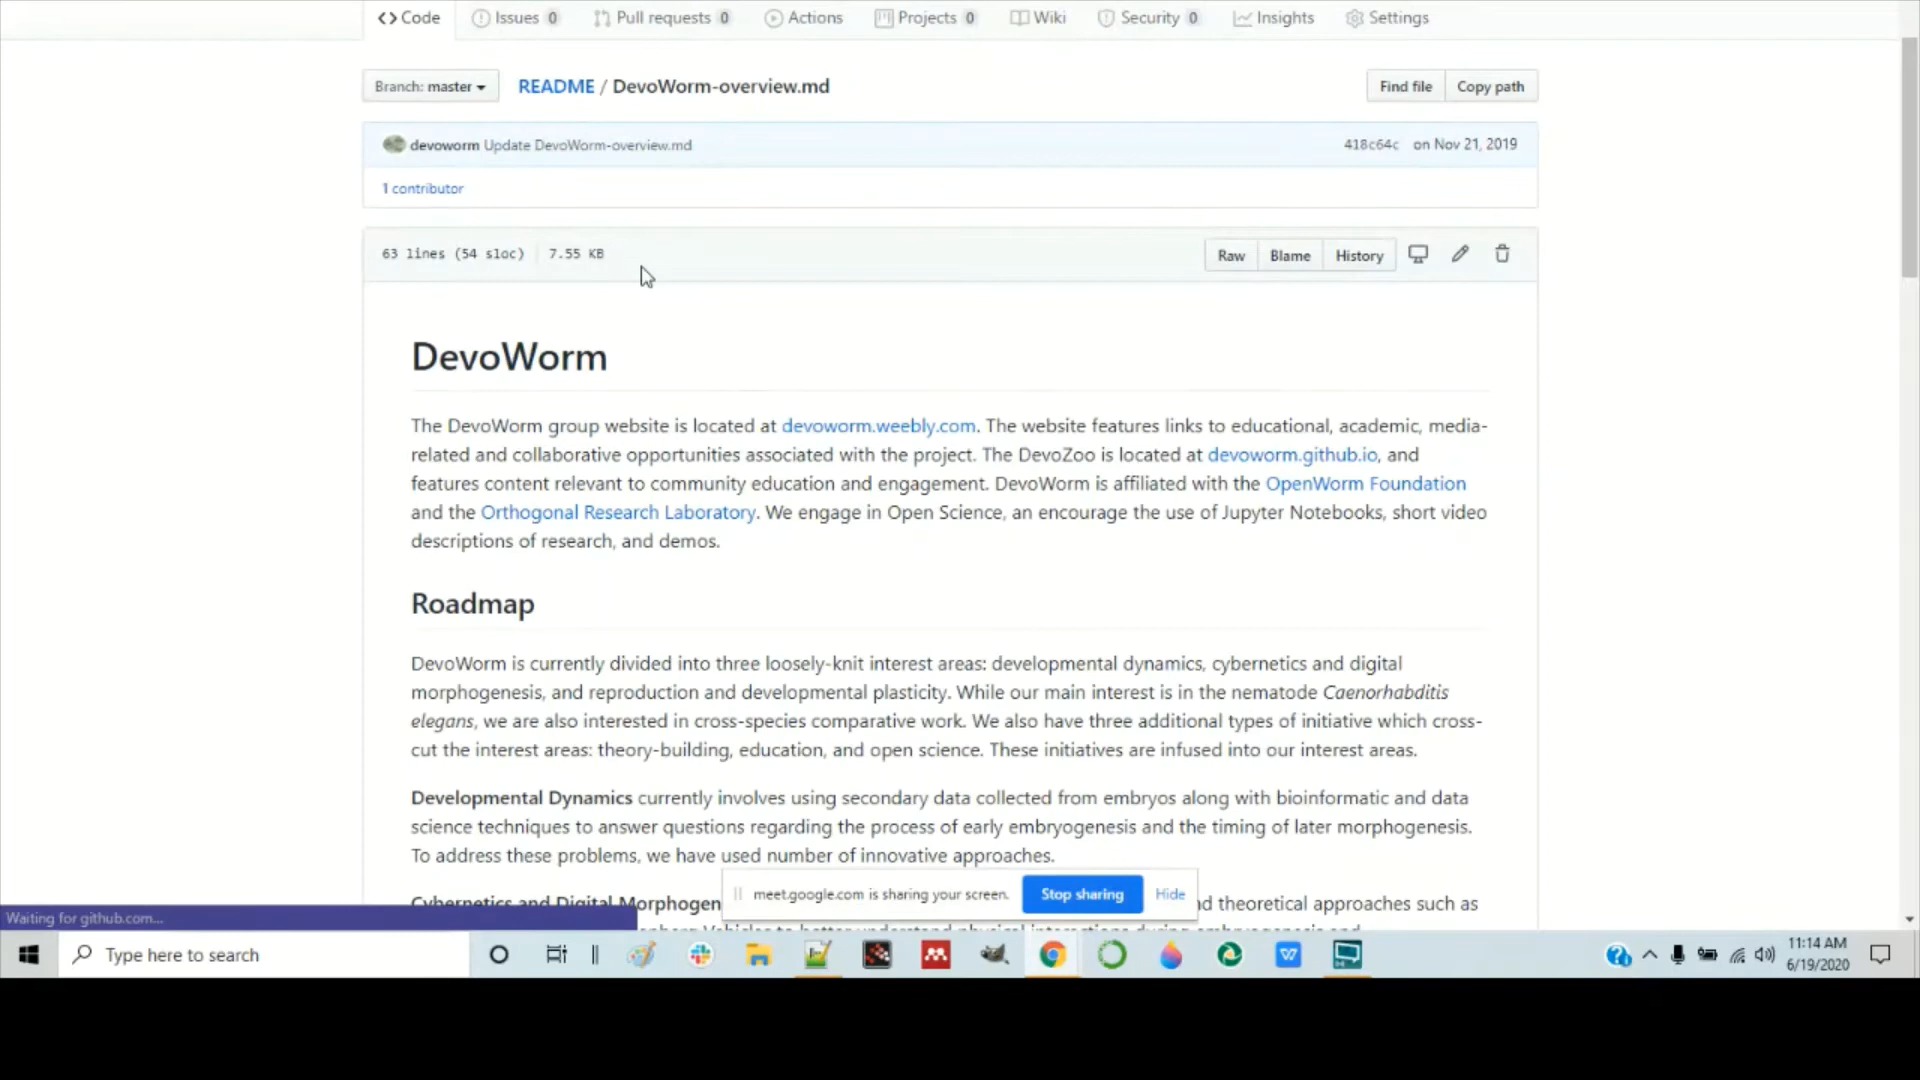 Code Issues 0 Pull requests 0 Actions Projects 0 Wiki Security 0 Insights Settings
Branch: master README / DevoWorm-overview.md Find file Copy path
devoworm Update DevoWorm-overview.md 418c64c on Nov 21, 2019
1 contributor
63 lines (54 sloc) 7.55 KB Raw Blame History
DevoWorm
The DevoWorm group website is located at devoworm.weebly.com. The website features links to educational, academic, media-
related and collaborative opportunities associated with the project. The DevoZoo is located at devoworm.github.io, and
features content relevant to community education and engagement. DevoWorm is affiliated with the OpenWorm Foundation
and the Orthogonal Research Laboratory. We engage in Open Science, an encourage the use of Jupyter Notebooks, short video
descriptions of research, and demos.
Roadmap
DevoWorm is currently divided into three loosely-knit interest areas: developmental dynamics, cybernetics and digital
morphogenesis, and reproduction and developmental plasticity. While our main interest is in the nematode Caenorhabditis
elegans, we are also interested in cross-species comparative work. We also have three additional types of initiative which cross-
cut the interest areas: theory-building, education, and open science. These initiatives are infused into our interest areas.
Developmental Dynamics currently involves using secondary data collected from embryos along with bioinformatic and data
science techniques to answer questions regarding the process of early embryogenesis and the timing of later morphogenesis.
To address these problems, we have used number of innovative approaches.
Cybernetics and Digital Morphogen nd theoretical approaches such as
meet.google.com is sharing your screen. Stop sharing Hide
Waiting for github.com...
Type here to search
11:14 AM
6/19/2020